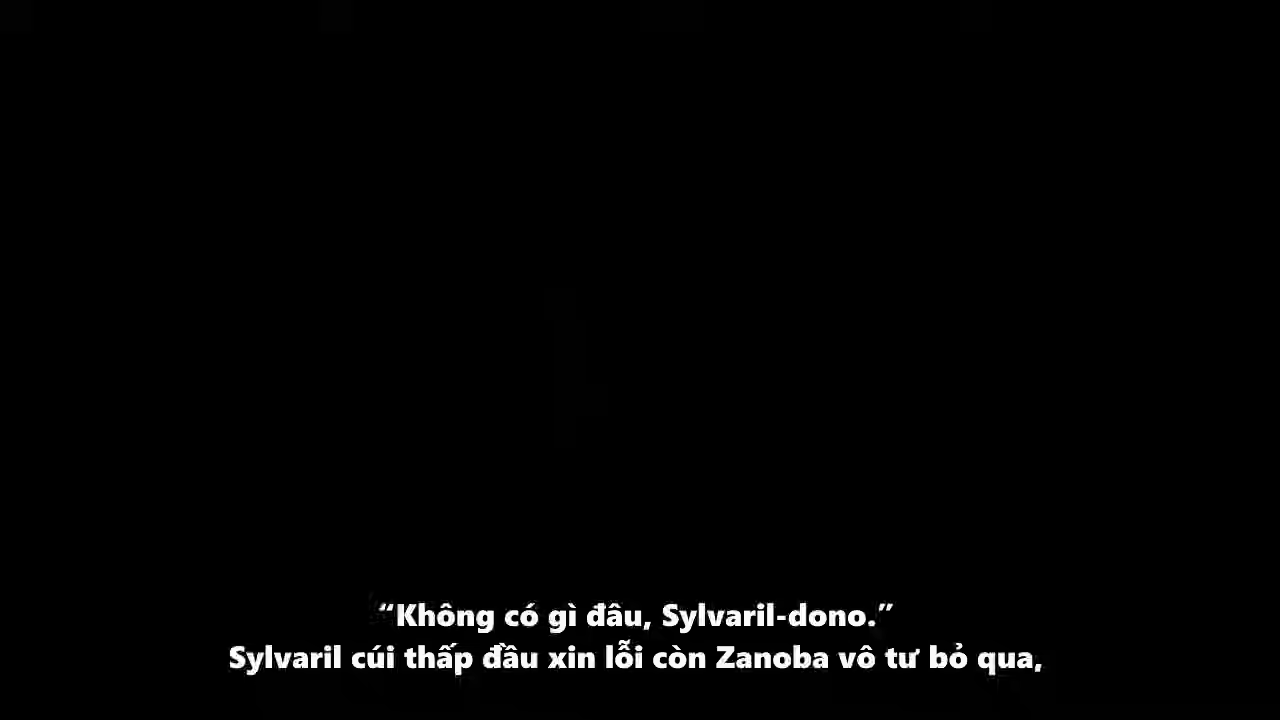 “Không có gì đâu, Sylvaril-dono.”
Sylvaril cúi thấp đầu xin lỗi còn Zanoba vô tư bỏ qua,